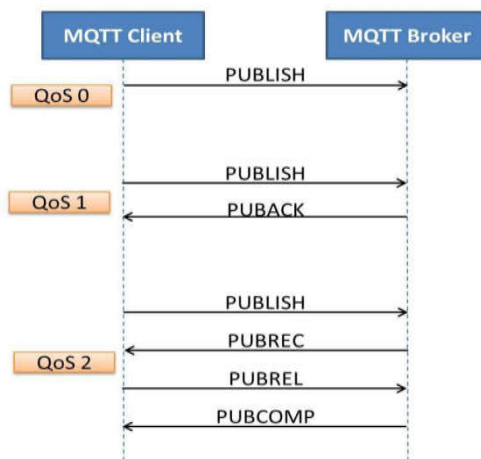 MQTT Client
MQTT Broker
PUBLISH
QoS 0
PUBLISH
QoS 1
PUBACK
PUBLISH
PUBREC
QoS 2
PUBREL
PUBCOMP